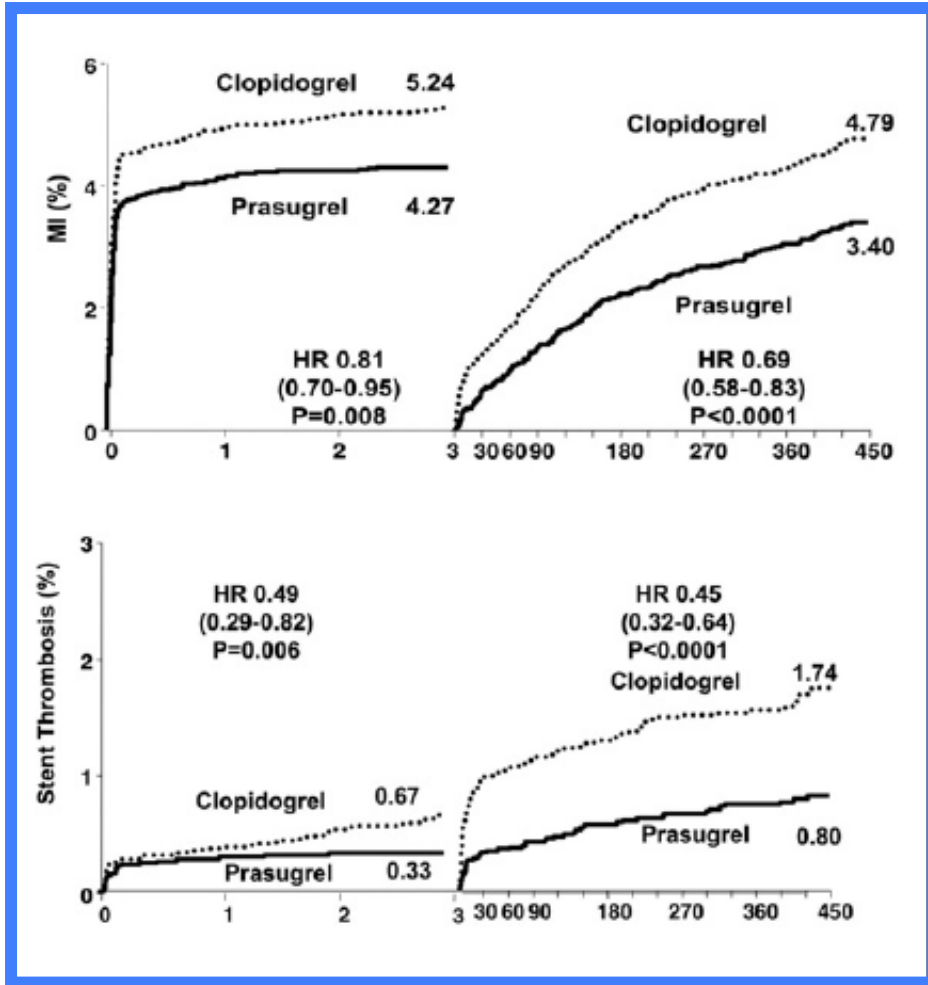 6
Clopidogrel 5.24
Clopidogrel 4.79
4
MI (%)
Prasugrel 4.27
3.40
Prasugrel
2
HR 0.81
(0.70-0.95)
P=0.008
HR 0.69
(0.58-0.83)
P<0.0001
0
0 1 2 3 30 60 90 180 270 360 450
3
HR 0.49
(0.29-0.82)
P=0.006
HR 0.45
(0.32-0.64)
P<0.0001
Stent Thrombosis (%)
2
Clopidogrel 1.74
1
Clopidogrel 0.67
Prasugrel 0.33
Prasugrel 0.80
0
0 1 2 3 30 60 90 180 270 360 450